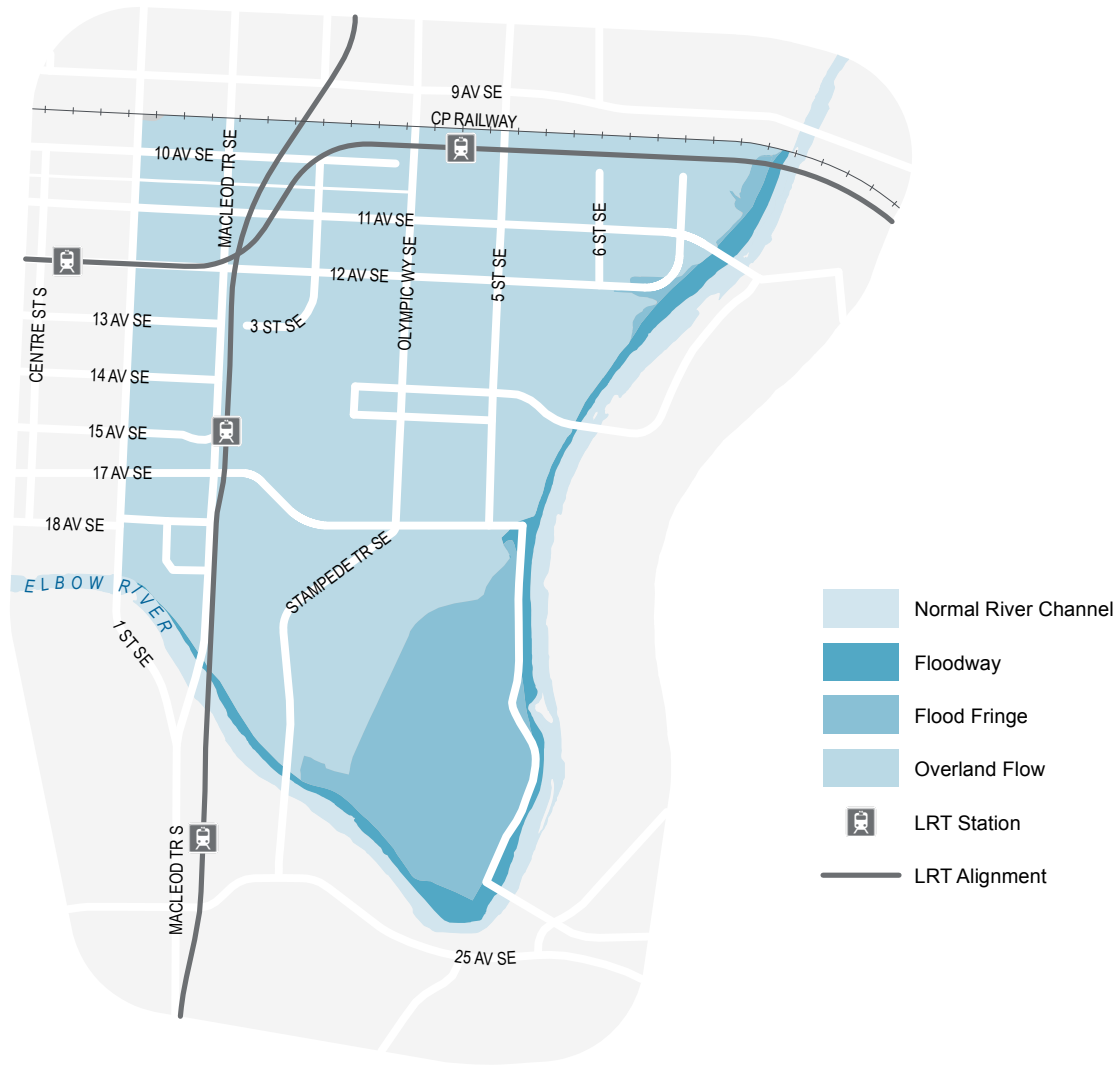 9 AV SE
CP RAILWAY
10 AV SE
MACLEOD TR SE
11 AV SE
6 ST SE
12 AV SE
5 ST SE
OLYMPIC WY SE
CENTRE ST S
13 AV SE
3 ST SE
14 AV SE
15 AV SE
17 AV SE
18 AV SE
STAMPEDE TR SE
ELBOW RIVER
1 ST SE
MACLEOD TR S
25 AV SE
Normal River Channel
Floodway
Flood Fringe
Overland Flow
LRT Station
LRT Alignment